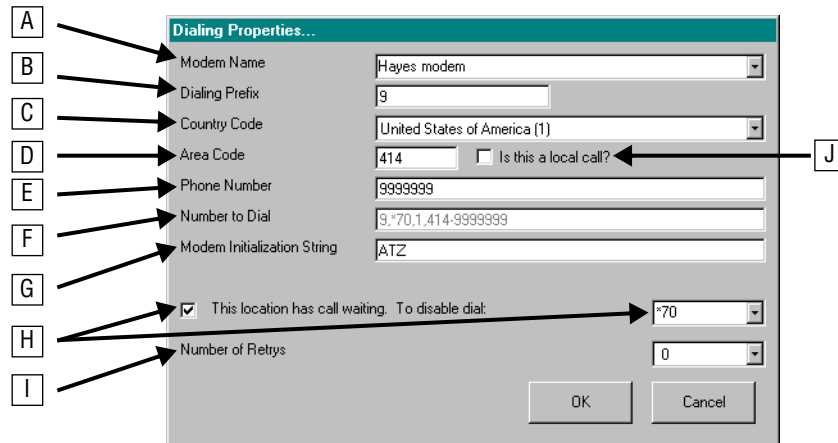 A
Dialing Properties...
Modem Name
Hayes modem
B
Dialing Prefix
9
C
Country Code
United States of America (1)
D
Area Code
414
Is this a local call?
J
E
Phone Number
9999999
F
Number to Dial
9,*70,1,414-9999999
G
Modem Initialization String
ATZ
H
This location has call waiting. To disable dial:
*70
I
Number of Retrys
0
OK
Cancel